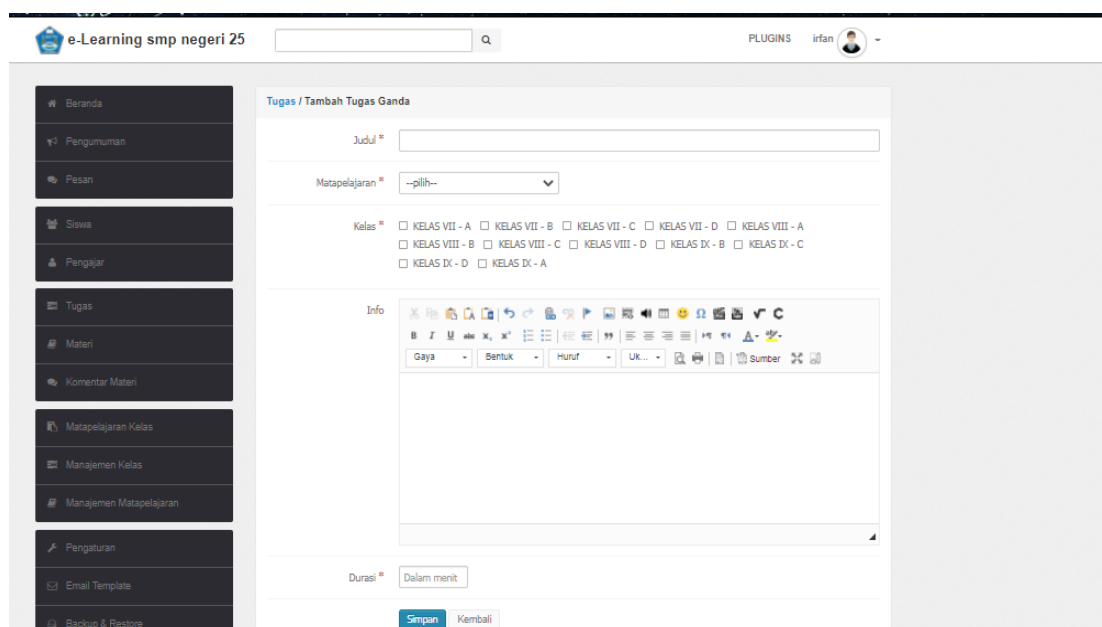 e-Learning smp negeri 25
PLUGINS irfan
Beranda
Pengumuman
Pesan
Siswa
Pengajar
Tugas
Materi
Komentar Materi
Matapelajaran Kelas
Manajemen Kelas
Manajemen Matapelajaran
Pengaturan
Email Template
Backup & Restore
Tugas / Tambah Tugas Ganda
Judul *
Matapelajaran * --pilih--
Kelas * KELAS VII - A KELAS VII - B KELAS VII - C KELAS VII - D KELAS VIII - A
KELAS VIII - B KELAS VIII - C KELAS VIII - D KELAS IX - B KELAS IX - C
KELAS IX - D KELAS IX - A
Info
Gaya Bentuk Huruf Uk... Sumber
Durasi * Dalam menit
Simpan Kembali